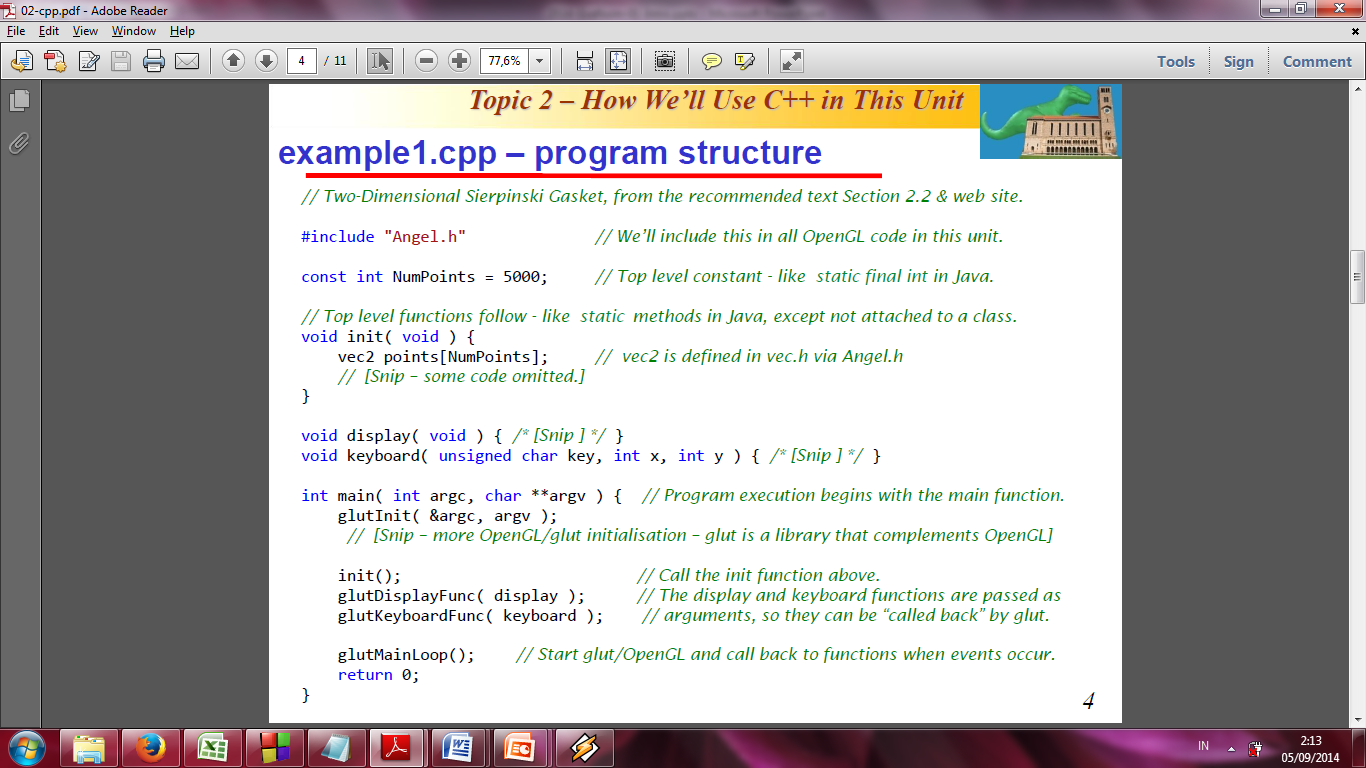 02-cpp.pdf - Adobe Reader
File Edit View Window Help
4 / 11 77,6% Tools Sign Comment
Topic 2 – How We’ll Use C++ in This Unit
example1.cpp – program structure
// Two-Dimensional Sierpinski Gasket, from the recommended text Section 2.2 & web site.
#include "Angel.h" // We’ll include this in all OpenGL code in this unit.
const int NumPoints = 5000; // Top level constant - like static final int in Java.
// Top level functions follow - like static methods in Java, except not attached to a class.
void init( void ) {
vec2 points[NumPoints]; // vec2 is defined in vec.h via Angel.h
// [Snip – some code omitted.]
}
void display( void ) { /* [Snip ] */ }
void keyboard( unsigned char key, int x, int y ) { /* [Snip ] */ }
int main( int argc, char **argv ) { // Program execution begins with the main function.
glutInit( &argc, argv );
// [Snip – more OpenGL/glut initialisation – glut is a library that complements OpenGL]
init(); // Call the init function above.
glutDisplayFunc( display ); // The display and keyboard functions are passed as
glutKeyboardFunc( keyboard ); // arguments, so they can be “called back” by glut.
glutMainLoop(); // Start glut/OpenGL and call back to functions when events occur.
return 0;
}
4
IN 2:13
05/09/2014